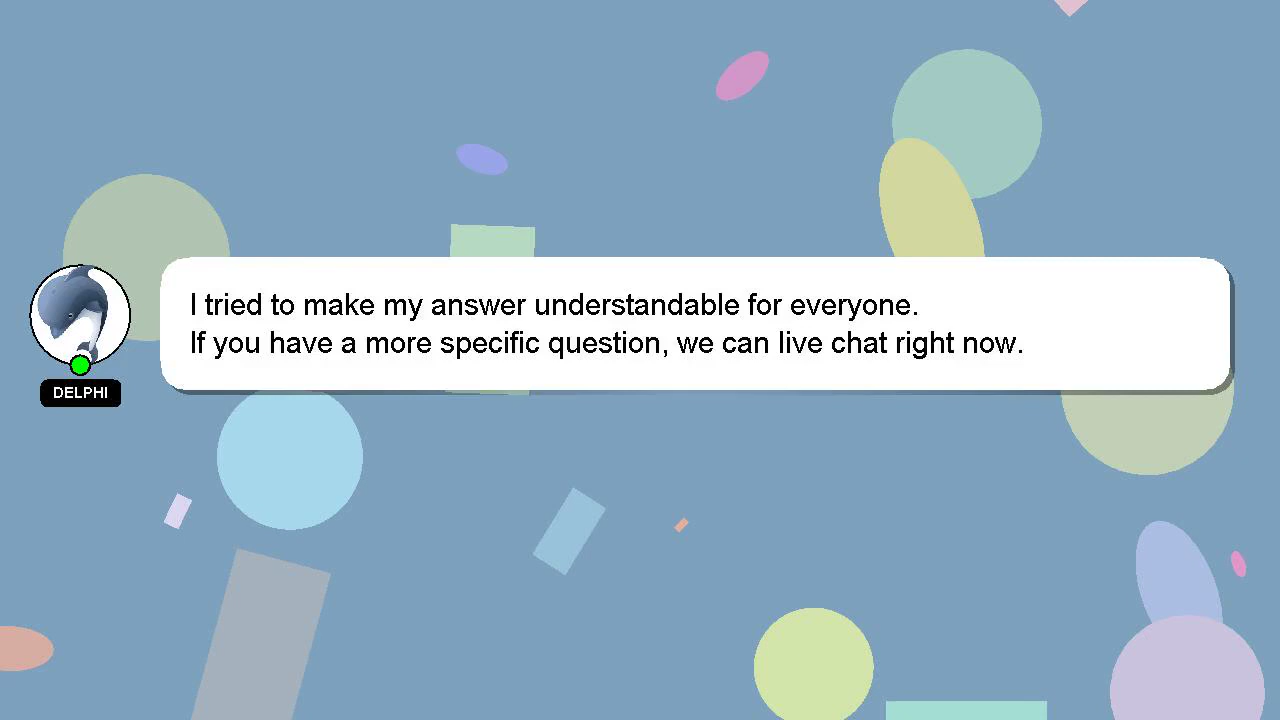 I tried to make my answer understandable for everyone.
If you have a more specific question, we can live chat right now.
DELPHI